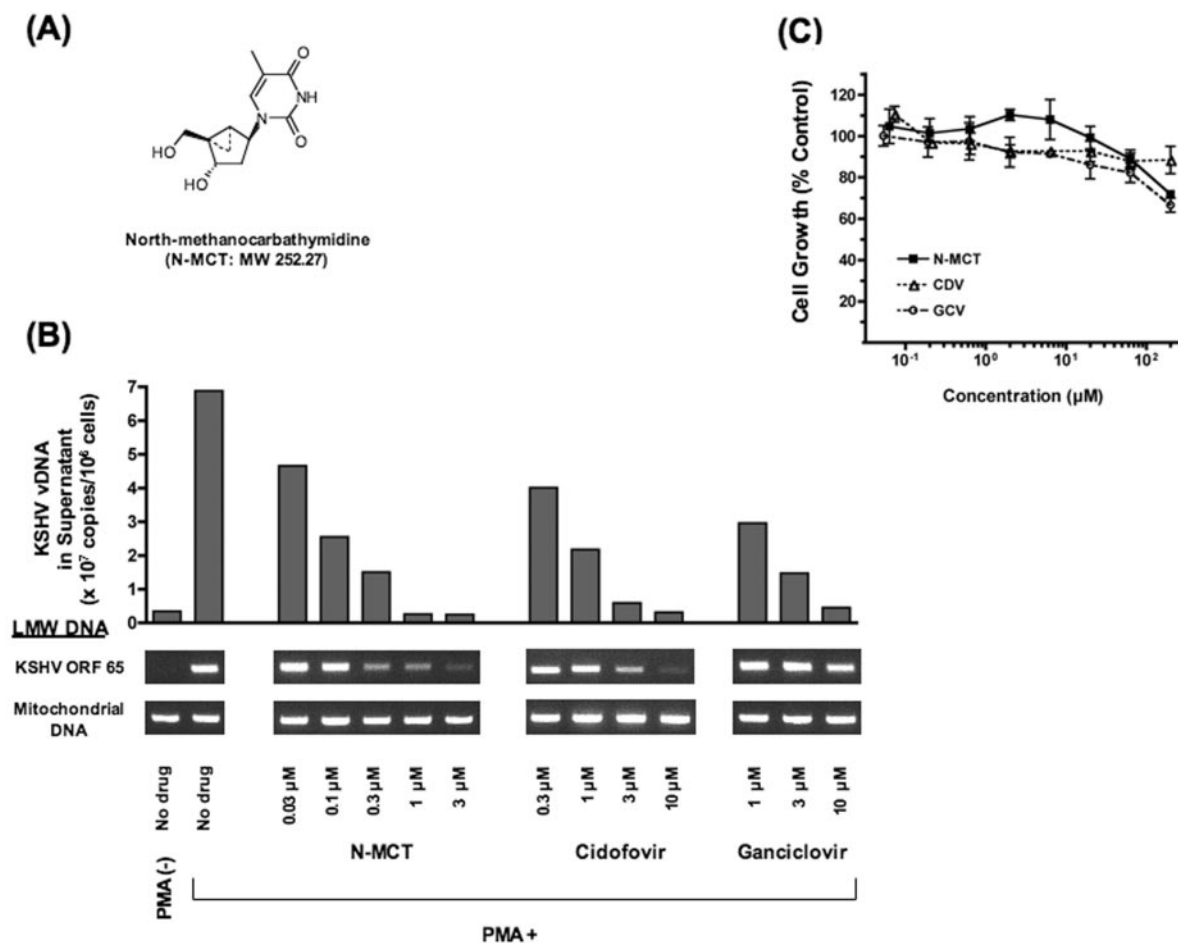 (A)
O
NH
N
O
HO
HO
North-methanocarbathymidine
(N-MCT: MW 252.27)
(C)
Cell Growth (% Control)
120
100
80
60
40
20
N-MCT
CDV
GCV
10⁻¹ 10⁰ 10¹ 10²
Concentration (µM)
(B)
KSHV vDNA
in Supernatant
(x 10⁷ copies/10⁶ cells)
7
6
5
4
3
2
1
0
LMW DNA
KSHV ORF 65
Mitochondrial
DNA
No drug No drug 0.03 µM 0.1 µM 0.3 µM 1 µM 3 µM 0.3 µM 1 µM 3 µM 10 µM 1 µM 3 µM 10 µM
PMA (-) N-MCT Cidofovir Ganciclovir
PMA +